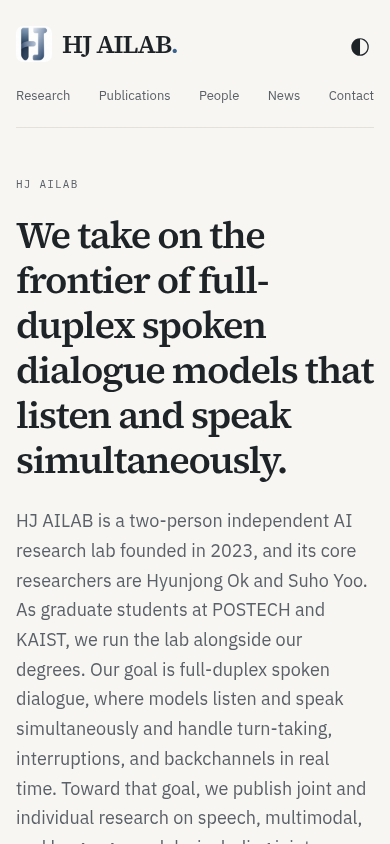 HJ AILAB.
Research Publications People News Contact
HJ AILAB
We take on the
frontier of full-
duplex spoken
dialogue models that
listen and speak
simultaneously.
HJ AILAB is a two-person independent AI
research lab founded in 2023, and its core
researchers are Hyunjong Ok and Suho Yoo.
As graduate students at POSTECH and
KAIST, we run the lab alongside our
degrees. Our goal is full-duplex spoken
dialogue, where models listen and speak
simultaneously and handle turn-taking,
interruptions, and backchannels in real
time. Toward that goal, we publish joint and
individual research on speech, multimodal,